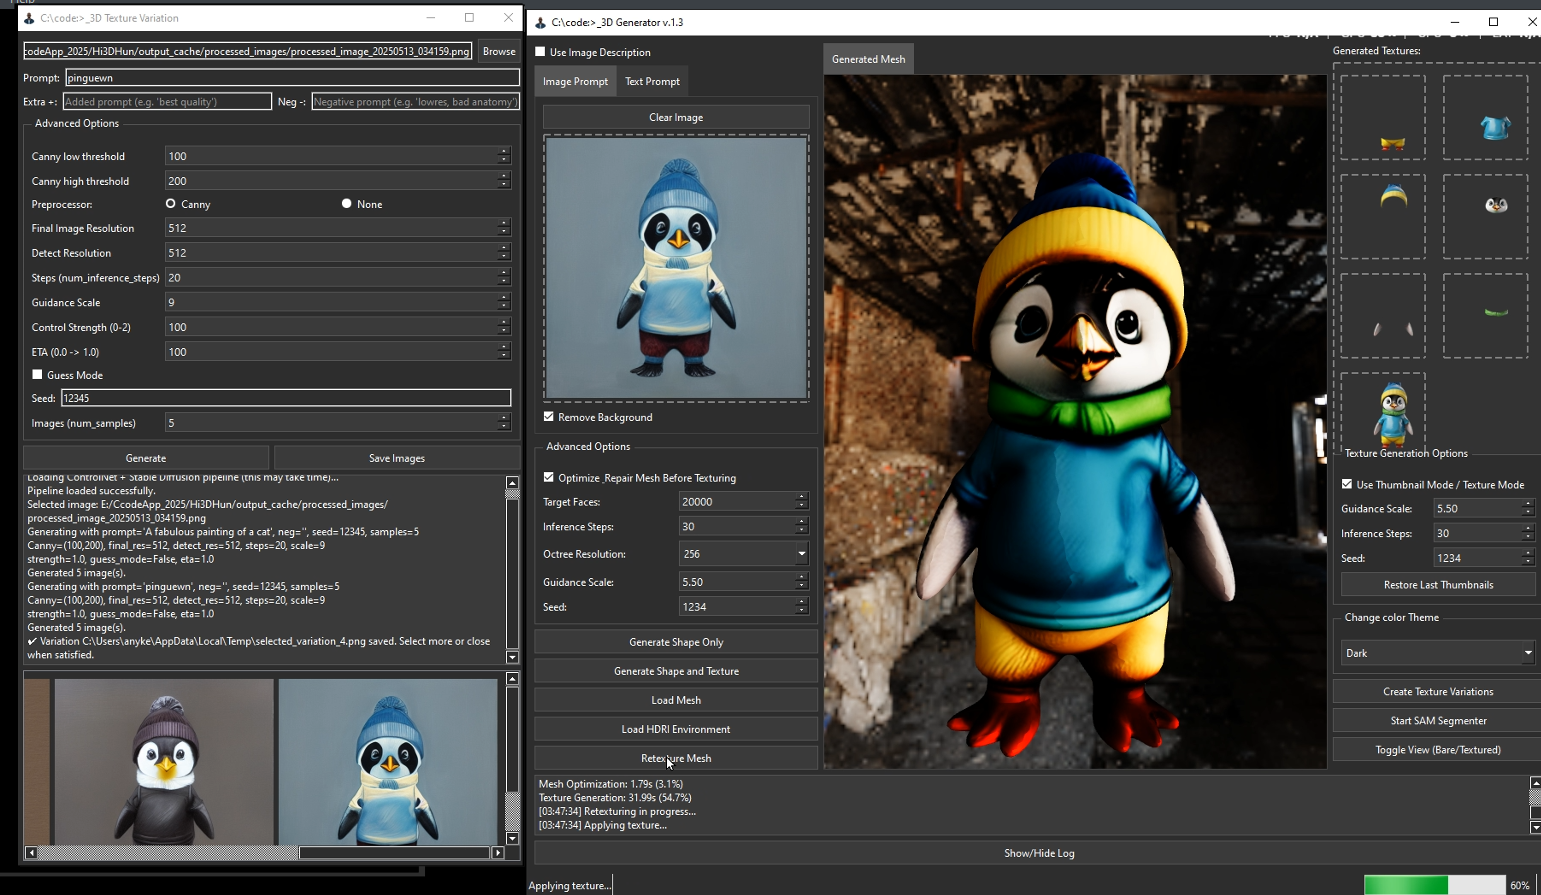 C:\code:>_3D Texture Variation
codeApp_2025/Hi3DHun/output_cache/processed_images/processed_image_20250513_034159.png
Browse
Prompt:
pinguewn
Extra +:
Added prompt (e.g. 'best quality')
Neg -:
Negative prompt (e.g. 'lowres, bad anatomy')
Advanced Options
Canny low threshold
100
Canny high threshold
200
Preprocessor:
Canny
None
Final Image Resolution
512
Detect Resolution
512
Steps (num_inference_steps)
20
Guidance Scale
9
Control Strength (0-2)
100
ETA (0.0 -> 1.0)
100
Guess Mode
Seed:
12345
Images (num_samples)
5
Generate
Save Images
Loading ControlNet + Stable Diffusion pipeline (this may take time)...
Pipeline loaded successfully.
Selected image: E:/CcodeApp_2025/Hi3DHun/output_cache/processed_images/
processed_image_20250513_034159.png
Generating with prompt='A fabulous painting of a cat', neg='', seed=12345, samples=5
Canny=(100,200), final_res=512, detect_res=512, steps=20, scale=9
strength=1.0, guess_mode=False, eta=1.0
Generated 5 image(s).
Generating with prompt='pinguewn', neg='', seed=12345, samples=5
Canny=(100,200), final_res=512, detect_res=512, steps=20, scale=9
strength=1.0, guess_mode=False, eta=1.0
Generated 5 image(s).
✔ Variation C:\Users\anyke\AppData\Local\Temp\selected_variation_4.png saved. Select more or close
when satisfied.
C:\code:>_3D Generator v.1.3
Use Image Description
Image Prompt
Text Prompt
Clear Image
Remove Background
Advanced Options
Optimize_Repair Mesh Before Texturing
Target Faces:
20000
Inference Steps:
30
Octree Resolution:
256
Guidance Scale:
5.50
Seed:
1234
Generate Shape Only
Generate Shape and Texture
Load Mesh
Load HDRI Environment
Retexture Mesh
Generated Mesh
Generated Textures:
Texture Generation Options
Use Thumbnail Mode / Texture Mode
Guidance Scale:
5.50
Inference Steps:
30
Seed:
1234
Restore Last Thumbnails
Change color Theme
Dark
Create Texture Variations
Start SAM Segmenter
Toggle View (Bare/Textured)
Mesh Optimization: 1.79s (3.1%)
Texture Generation: 31.99s (54.7%)
[03:47:34] Retexturing in progress...
[03:47:34] Applying texture...
Show/Hide Log
Applying texture...
60%